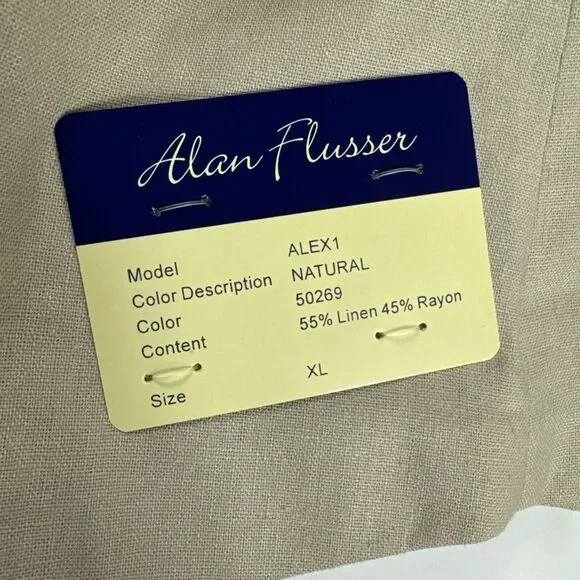 Alan Flusser
Model ALEX1
Color Description NATURAL
Color 50269
Content 55% Linen 45% Rayon
Size XL